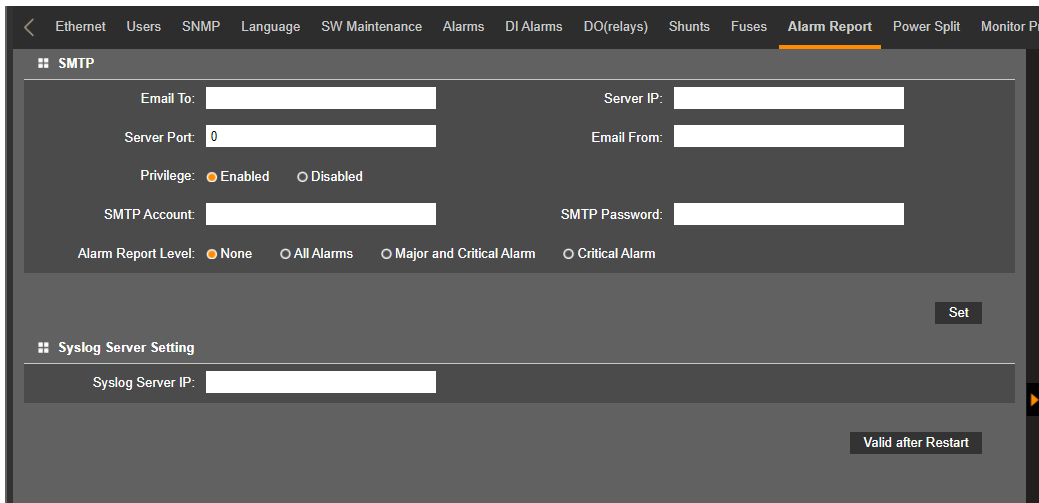 Ethernet Users SNMP Language SW Maintenance Alarms DI Alarms DO(relays) Shunts Fuses Alarm Report Power Split Monitor
SMTP
Email To: Server IP:
Server Port: 0 Email From:
Privilege: Enabled Disabled
SMTP Account: SMTP Password:
Alarm Report Level: None All Alarms Major and Critical Alarm Critical Alarm
Set
Syslog Server Setting
Syslog Server IP:
Valid after Restart